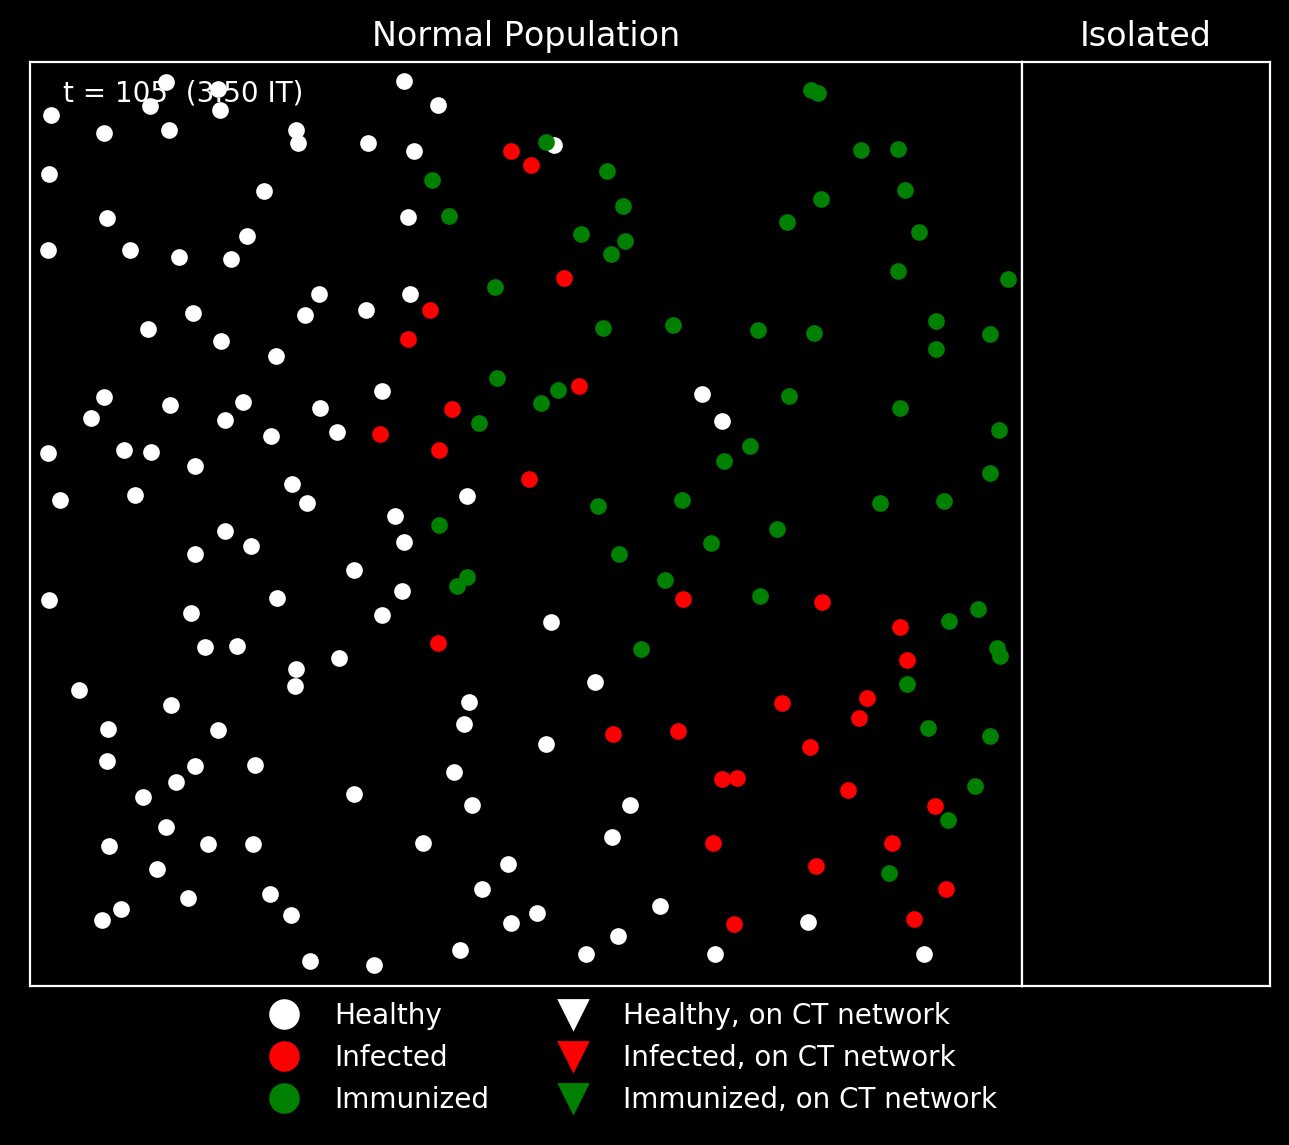 Normal Population
Isolated
t = 105  (3.50 IT)
Healthy
Infected
Immunized
Healthy, on CT network
Infected, on CT network
Immunized, on CT network